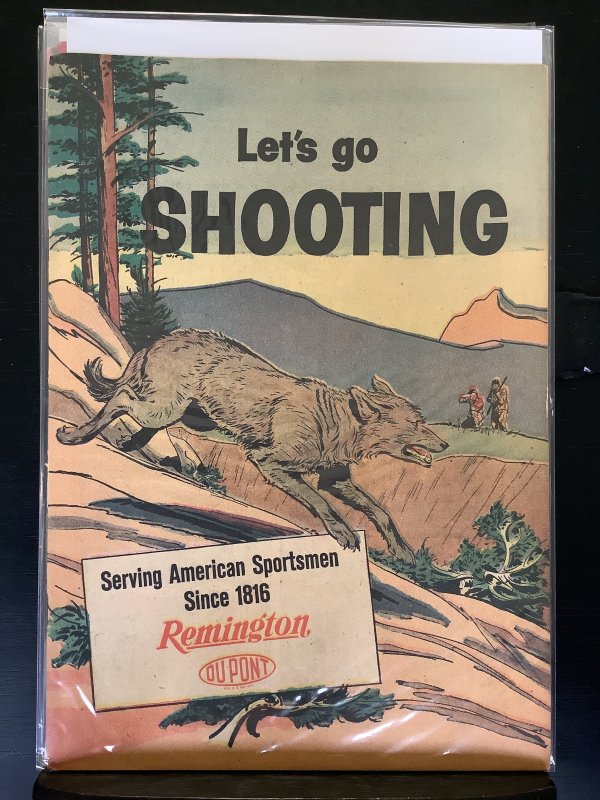 Let's go
SHOOTING
Serving American Sportsmen
Since 1816
Remington
DU PONT